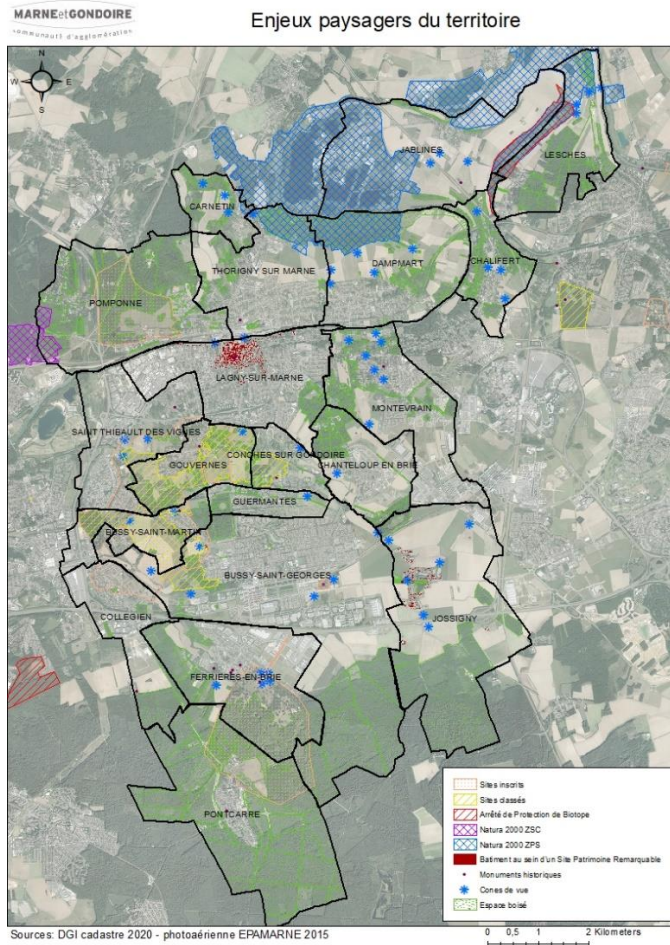 MARNE et GONDOIRE
communauté d'agglomération
Enjeux paysagers du territoire
N
W
E
S
JABLINES
LESCHES
CARNETIN
THORIGNY SUR MARNE
DAMPMART
CHALIFERT
POMPONNE
LAGNY-SUR-MARNE
MONTEVRAIN
SAINT THIBAULT DES VIGNES
GOUVERNES
CONCHES SUR GONDOIRE
CHANTELOUP EN BRIE
GUERMANTES
BUSSY-SAINT-MARTIN
BUSSY-SAINT-GEORGES
COLLEGIEN
JOSSIGNY
FERRIERES-EN-BRIE
PONTCARRE
Sites inscrits
Sites classés
Arrêté de Protection de Biotope
Natura 2000 ZSC
Natura 2000 ZPS
Batiment au sein d'un Site Patrimoine Remarquable
Monuments historiques
Cones de vue
Espace boisé
Sources: DGI cadastre 2020 - photoaérienne EPAMARNE 2015
0 0,5 1 2 Kilometers